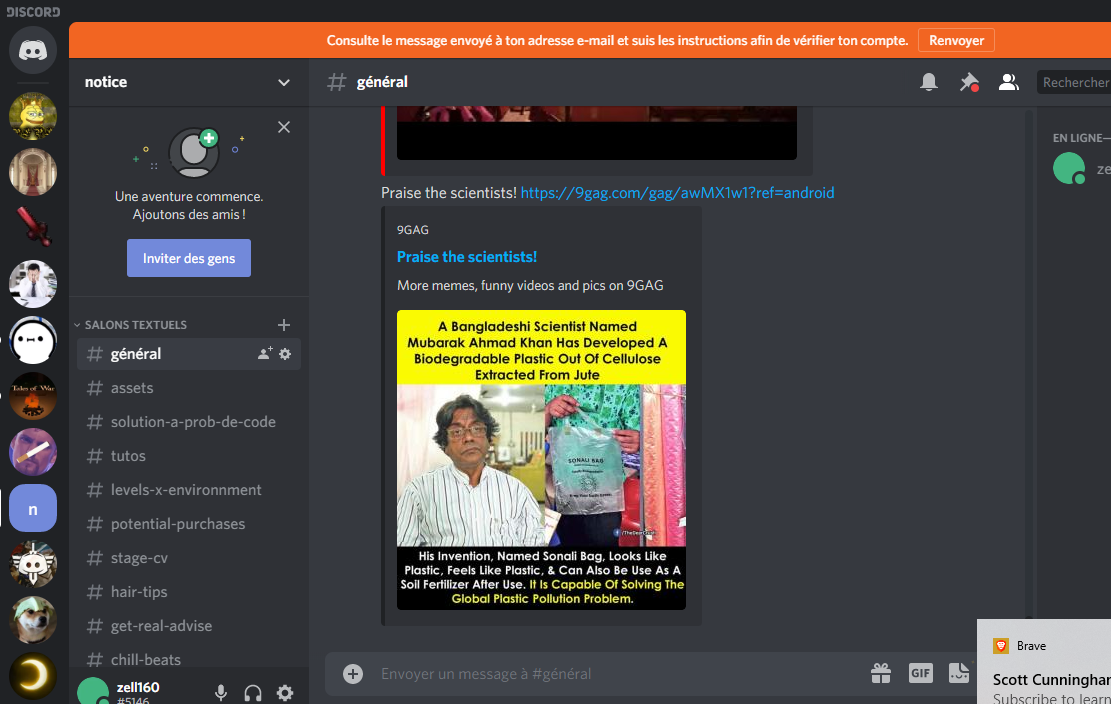 DISCORD
Consulte le message envoyé à ton adresse e-mail et suis les instructions afin de vérifier ton compte.
Renvoyer
notice
général
Rechercher
Une aventure commence.
Ajoutons des amis !
Inviter des gens
SALONS TEXTUELS
général
assets
solution-a-prob-de-code
tutos
levels-x-environnment
potential-purchases
stage-cv
hair-tips
get-real-advise
chill-beats
Tales of War
n
zell160
#5146
Praise the scientists! https://9gag.com/gag/awMX1w1?ref=android
9GAG
Praise the scientists!
More memes, funny videos and pics on 9GAG
A Bangladeshi Scientist Named
Mubarak Ahmad Khan Has Developed A
Biodegradable Plastic Out Of Cellulose
Extracted From Jute
SONALI BAG
His Invention, Named Sonali Bag, Looks Like
Plastic, Feels Like Plastic, & Can Also Be Use As A
Soil Fertilizer After Use. It Is Capable Of Solving The
Global Plastic Pollution Problem.
Envoyer un message à #général
GIF
EN LIGNE—
ze
Brave
Scott Cunningham
Subscribe to learn